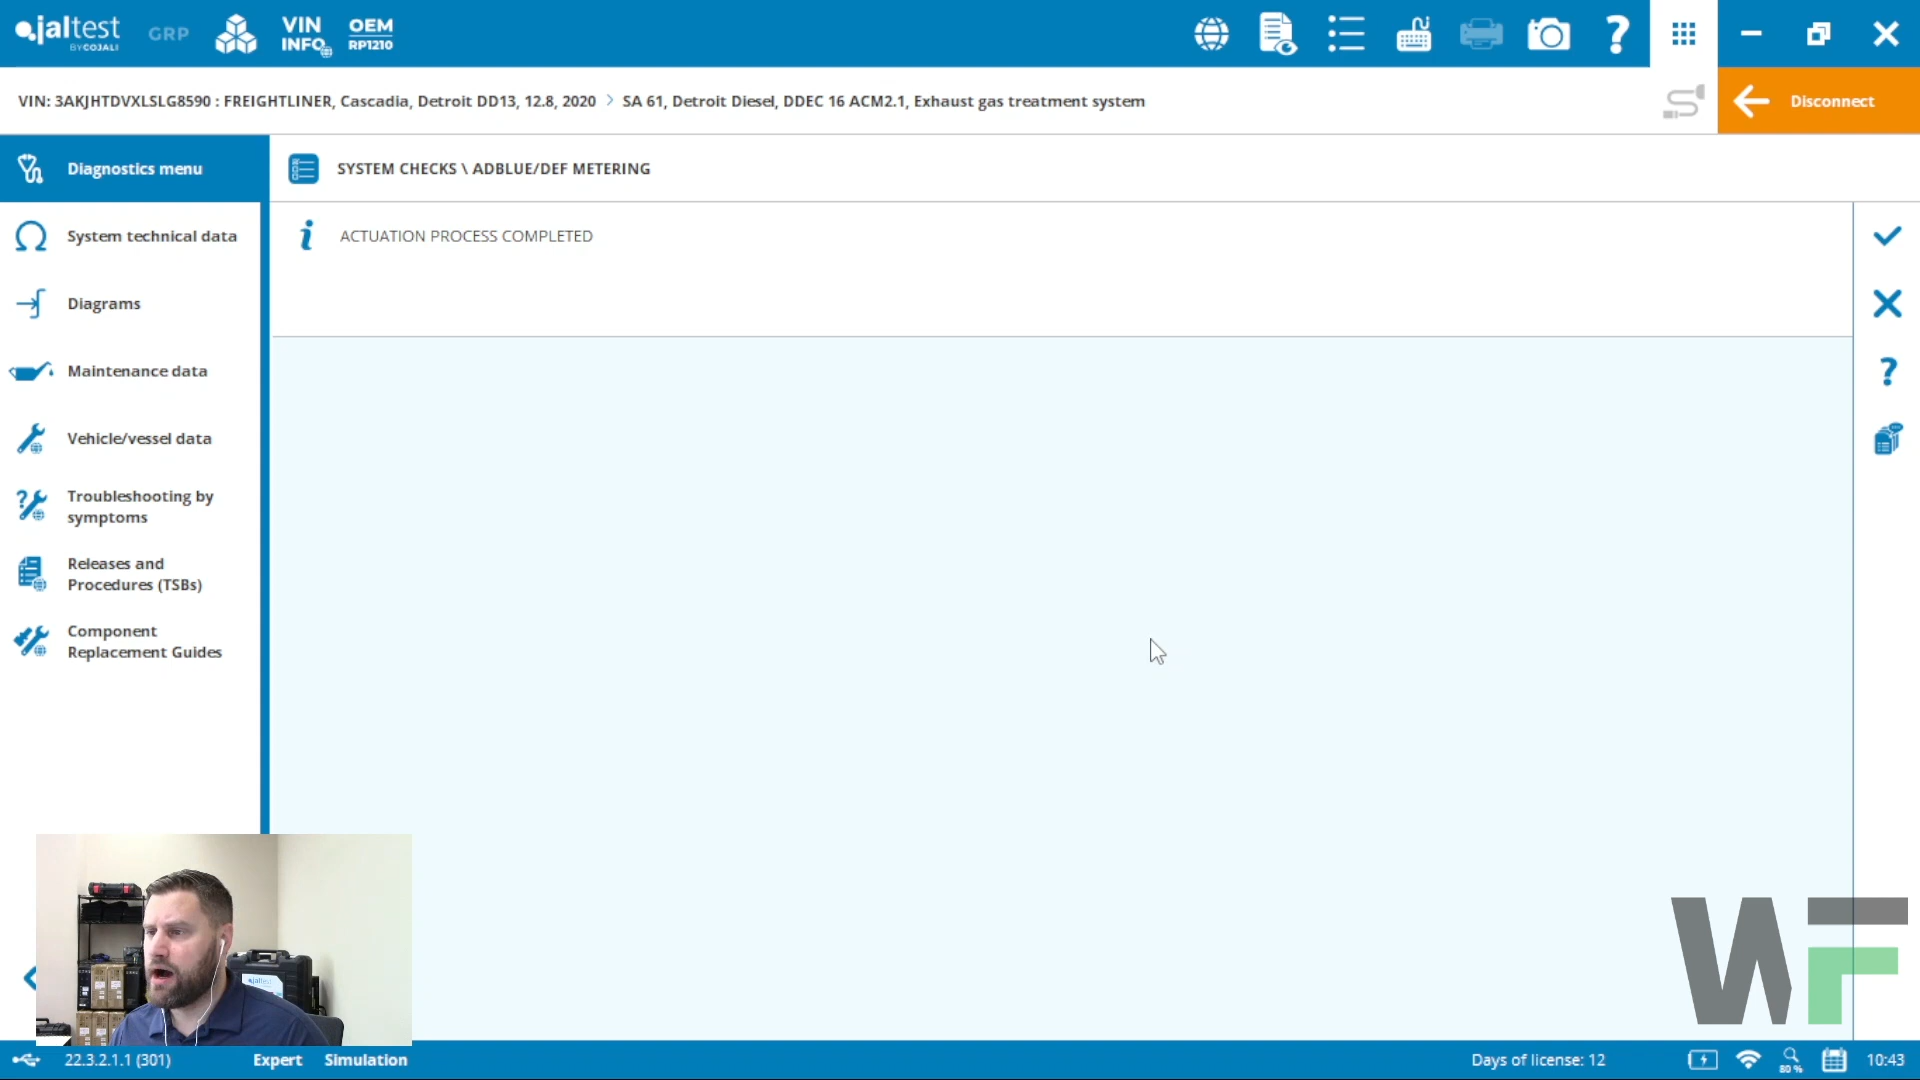 jaltest
BY COJALI
GRP
VIN
INFO
OEM
RP1210
VIN: 3AKJHTDVXLSLG8590 : FREIGHTLINER, Cascadia, Detroit DD13, 12.8, 2020 > SA 61, Detroit Diesel, DDEC 16 ACM2.1, Exhaust gas treatment system
Disconnect
Diagnostics menu
SYSTEM CHECKS \ ADBLUE/DEF METERING
System technical data
ACTUATION PROCESS COMPLETED
Diagrams
Maintenance data
Vehicle/vessel data
Troubleshooting by
symptoms
Releases and
Procedures (TSBs)
Component
Replacement Guides
jaltest
WF
22.3.2.1.1 (301)
Expert
Simulation
Days of license: 12
80 %
10:43